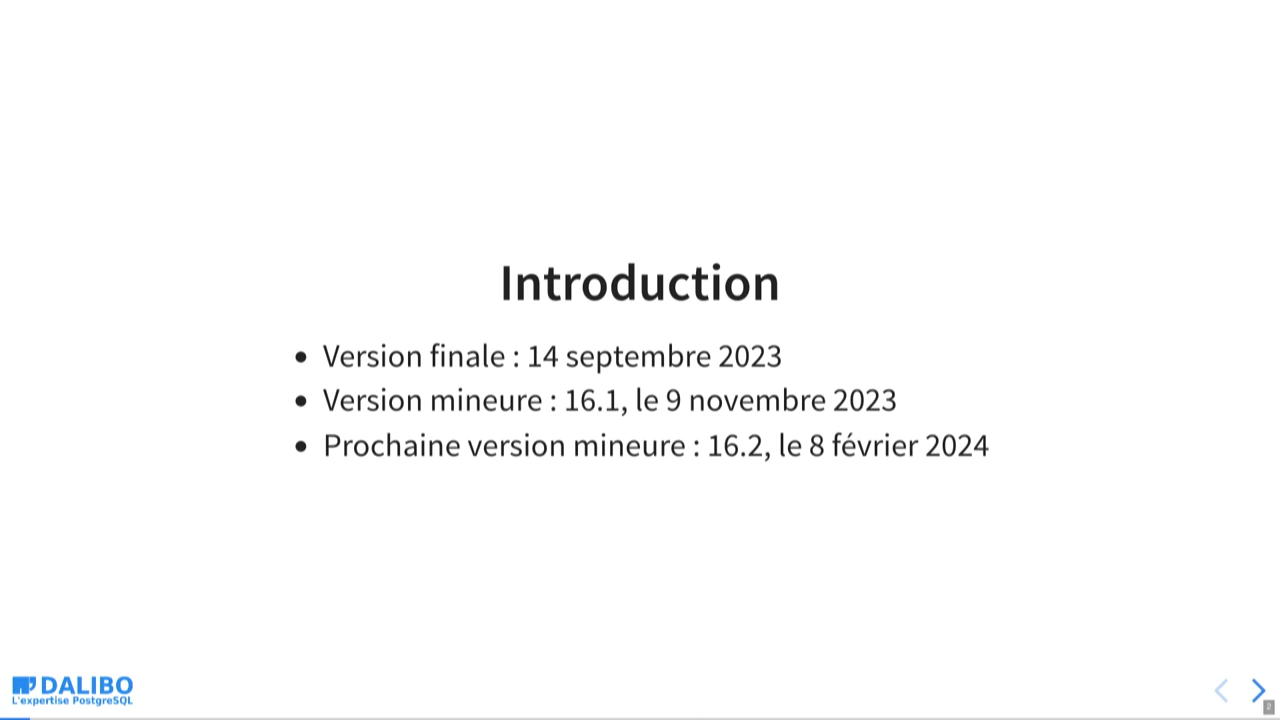 Introduction
Version finale : 14 septembre 2023
Version mineure : 16.1, le 9 novembre 2023
Prochaine version mineure : 16.2, le 8 février 2024
DALIBO
L'expertise PostgreSQL
2